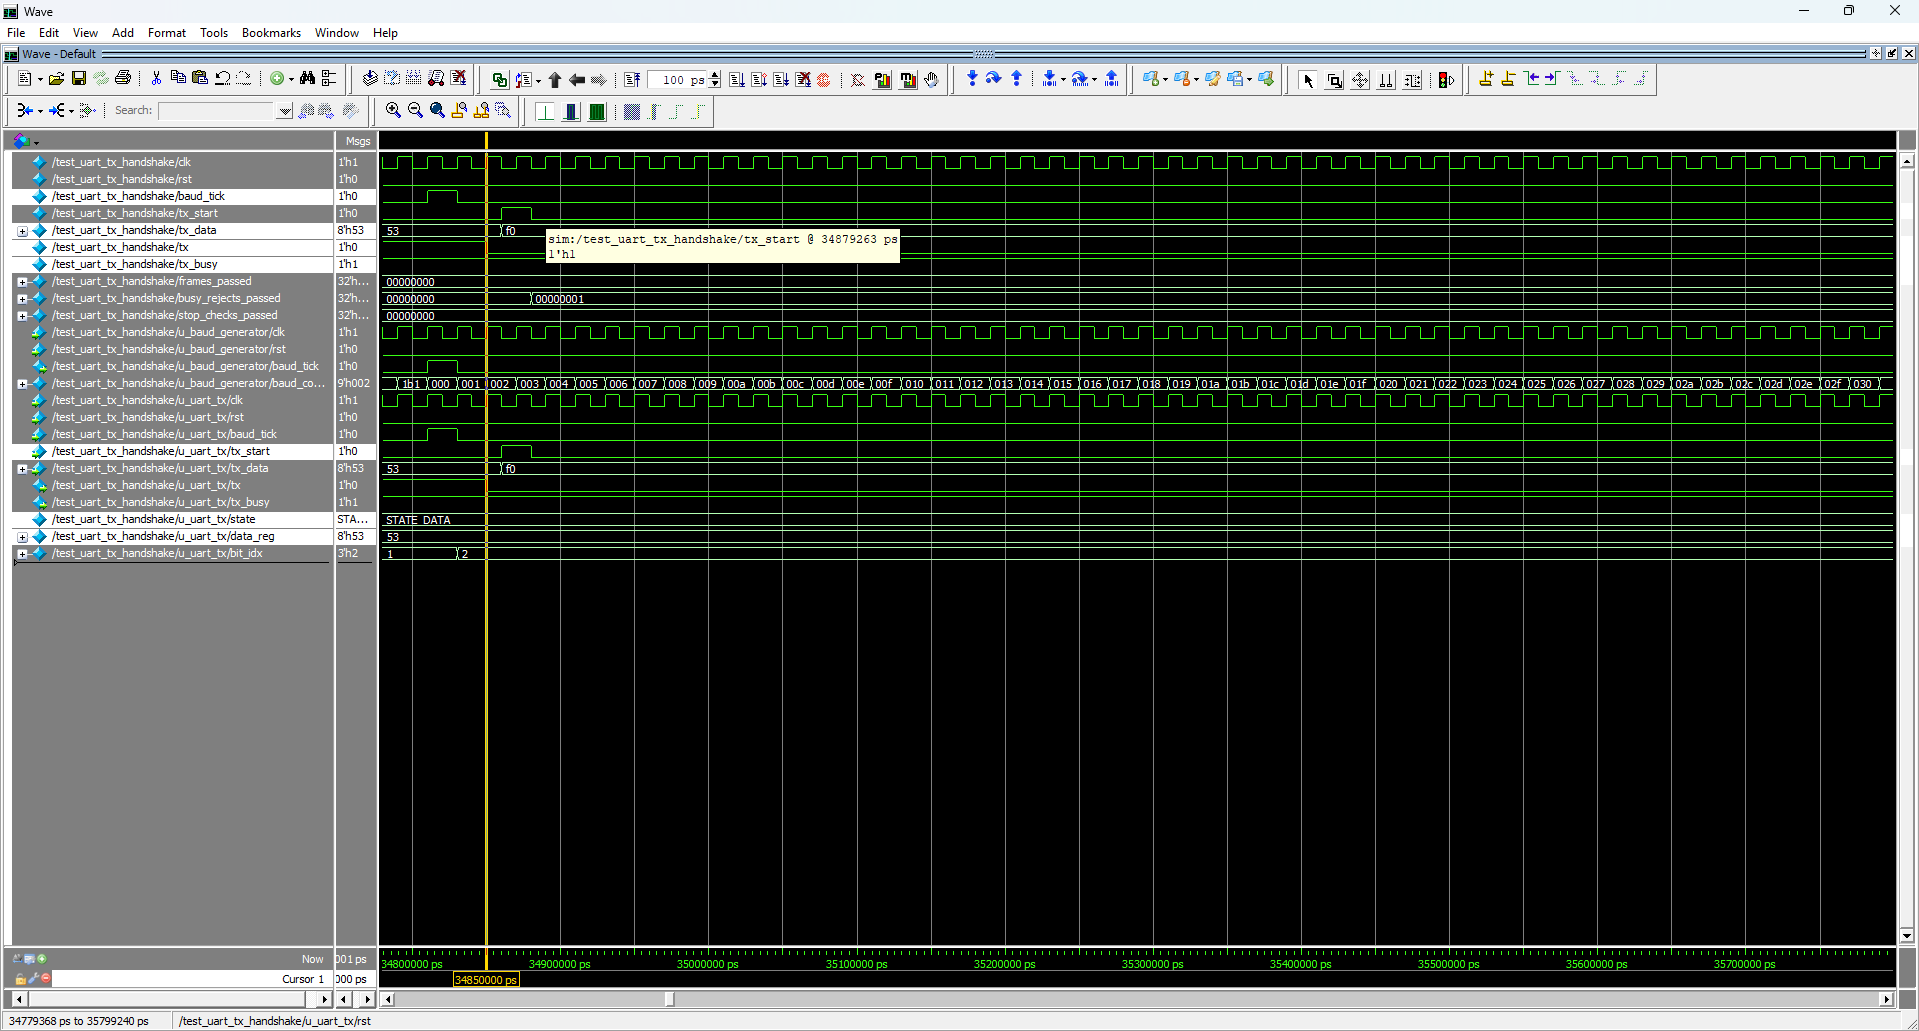 Wave
File Edit View Add Format Tools Bookmarks Window Help
Wave - Default
100 ps
Search:
Msgs
/test_uart_tx_handshake/clk 1'h1
/test_uart_tx_handshake/rst 1'h0
/test_uart_tx_handshake/baud_tick 1'h0
/test_uart_tx_handshake/tx_start 1'h0
/test_uart_tx_handshake/tx_data 8'h53 53 f0
/test_uart_tx_handshake/tx 1'h0
/test_uart_tx_handshake/tx_busy 1'h1
sim:/test_uart_tx_handshake/tx_start @ 34879263 ps
1'h1
/test_uart_tx_handshake/frames_passed 32'h... 00000000
/test_uart_tx_handshake/busy_rejects_passed 32'h... 00000000 00000001
/test_uart_tx_handshake/stop_checks_passed 32'h... 00000000
/test_uart_tx_handshake/u_baud_generator/clk 1'h1
/test_uart_tx_handshake/u_baud_generator/rst 1'h0
/test_uart_tx_handshake/u_baud_generator/baud_tick 1'h0
/test_uart_tx_handshake/u_baud_generator/baud_co... 9'h002 1b1 000 001 002 003 004 005 006 007 008 009 00a 00b 00c 00d 00e 00f 010 011 012 013 014 015 016 017 018 019 01a 01b 01c 01d 01e 01f 020 021 022 023 024 025 026 027 028 029 02a 02b 02c 02d 02e 02f 030
/test_uart_tx_handshake/u_uart_tx/clk 1'h1
/test_uart_tx_handshake/u_uart_tx/rst 1'h0
/test_uart_tx_handshake/u_uart_tx/baud_tick 1'h0
/test_uart_tx_handshake/u_uart_tx/tx_start 1'h0
/test_uart_tx_handshake/u_uart_tx/tx_data 8'h53 53 f0
/test_uart_tx_handshake/u_uart_tx/tx 1'h0
/test_uart_tx_handshake/u_uart_tx/tx_busy 1'h1
/test_uart_tx_handshake/u_uart_tx/state STA... STATE_DATA
/test_uart_tx_handshake/u_uart_tx/data_reg 8'h53 53
/test_uart_tx_handshake/u_uart_tx/bit_idx 3'h2 1 2
Now 001 ps 34800000 ps 34900000 ps 35000000 ps 35100000 ps 35200000 ps 35300000 ps 35400000 ps 35500000 ps 35600000 ps 35700000 ps
Cursor 1 000 ps 34850000 ps
34779368 ps to 35799240 ps /test_uart_tx_handshake/u_uart_tx/rst